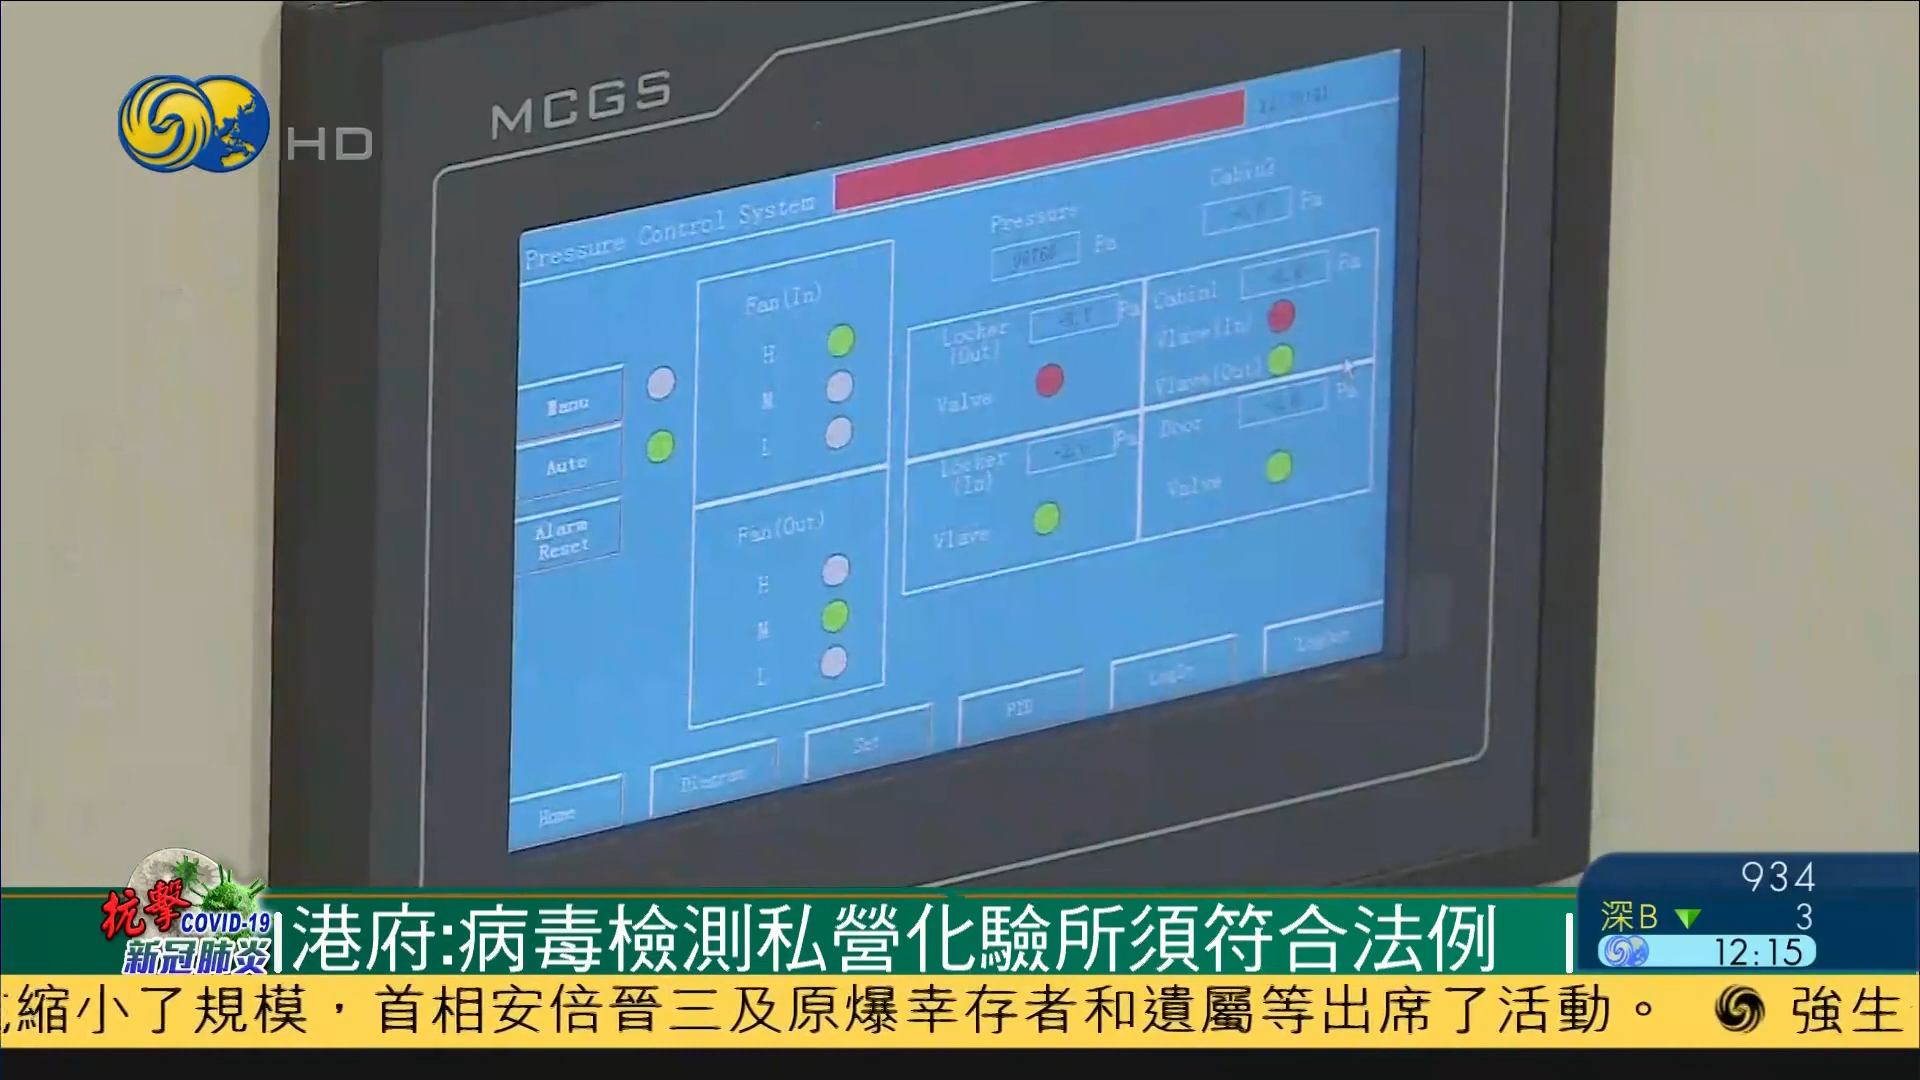 MCGS
HD
Pressure Control System
Pressure
Pa
Cabin2
Pa
Fan(In)
H
M
L
Manu
Auto
Alarm
Reset
Fan(Out)
H
M
L
Locker
(Out)
Pa
Valve
Cabin1
Pa
Vlave(In)
Vlave(Out)
Locker
(In)
Pa
Vlave
Door
Pa
Valve
Home
Diagram
Set
PID
LogIn
抗擊
COVID-19
新冠肺炎
港府:病毒檢測私營化驗所須符合法例
934
深B
3
12:15
縮小了規模，首相安倍晉三及原爆幸存者和遺屬等出席了活動。 強生